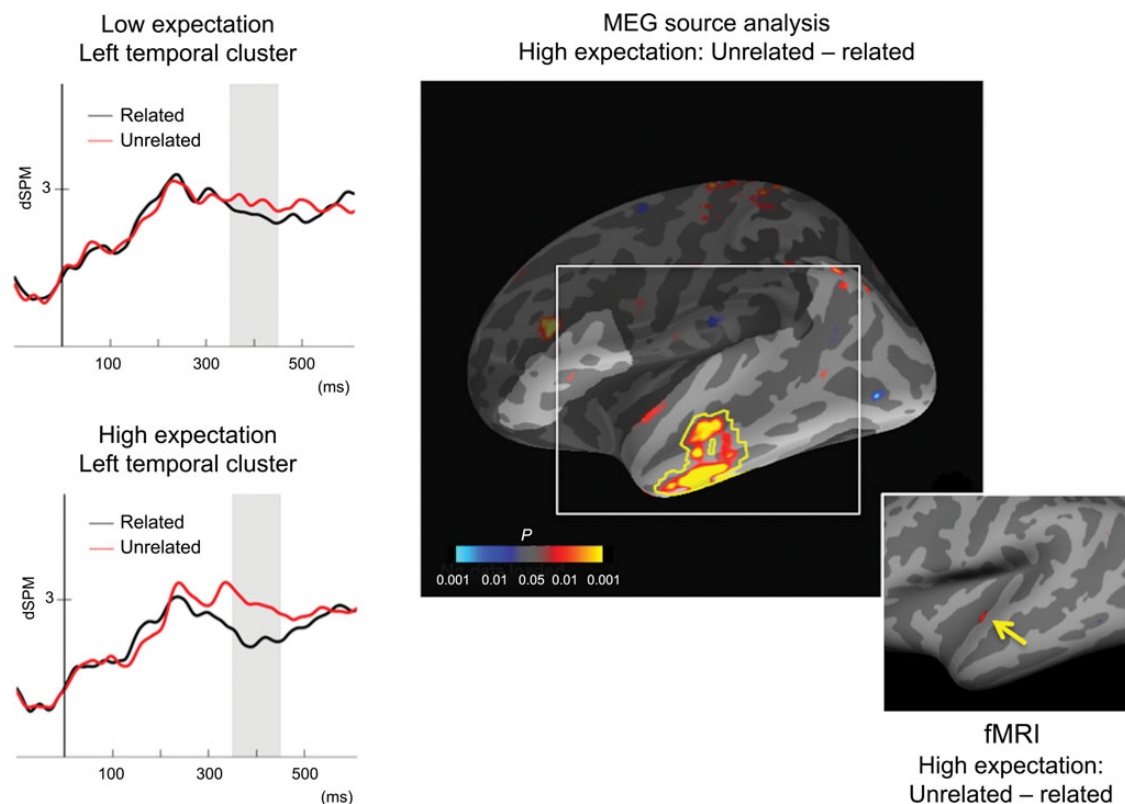 Low expectation
Left temporal cluster
Related
Unrelated
dSPM
3
100 300 500
(ms)
High expectation
Left temporal cluster
Related
Unrelated
dSPM
3
100 300 500
(ms)
MEG source analysis
High expectation: Unrelated – related
P
0.001 0.01 0.05 0.01 0.001
fMRI
High expectation:
Unrelated – related